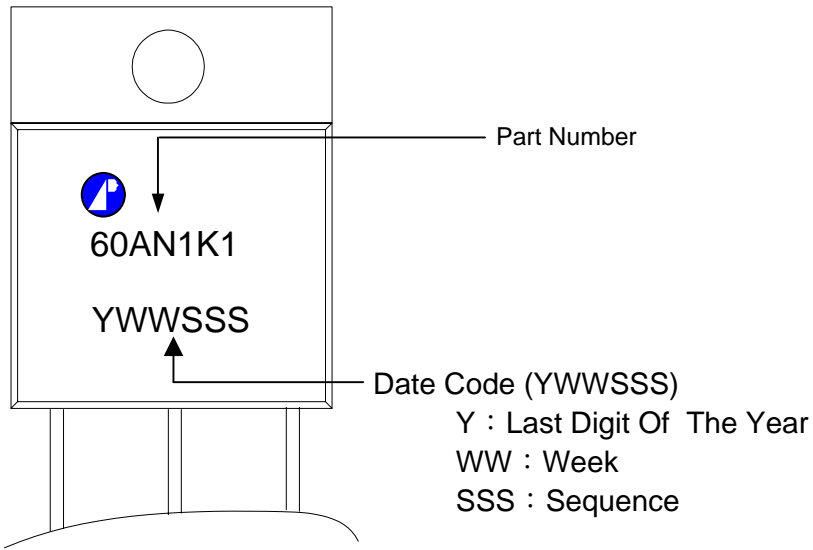 Part Number
60AN1K1
YWWSSS
Date Code (YWWSSS)
Y：Last Digit Of The Year
WW：Week
SSS：Sequence